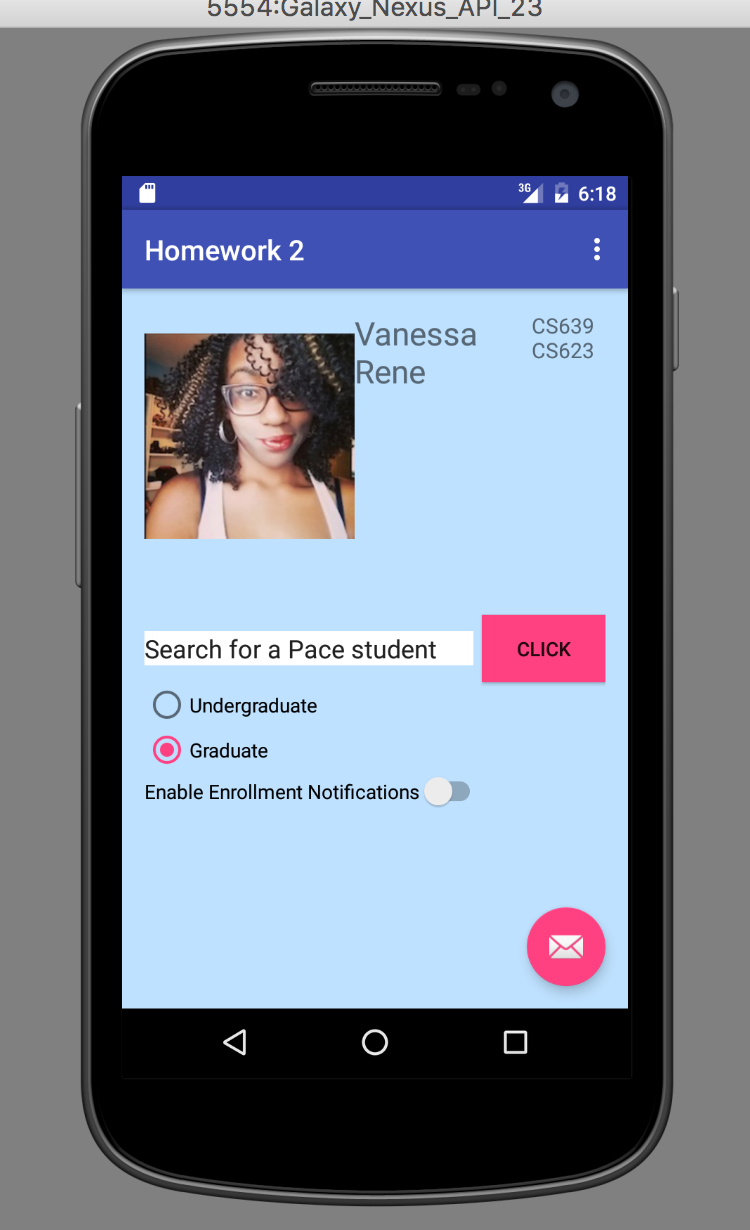 5554:Galaxy_Nexus_API_23
3G 6:18
Homework 2
Vanessa
Rene
CS639
CS623
Search for a Pace student
CLICK
Undergraduate
Graduate
Enable Enrollment Notifications